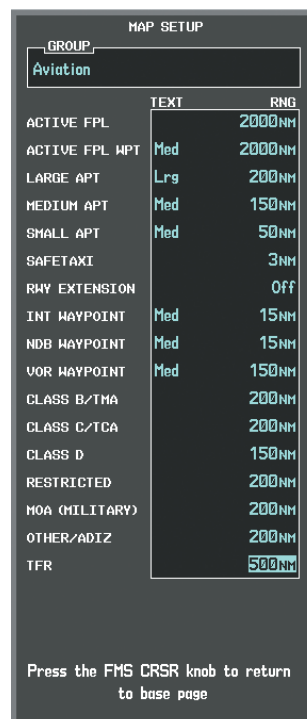 MAP SETUP
GROUP
Aviation
TEXT RNG
ACTIVE FPL 2000NM
ACTIVE FPL WPT Med 2000NM
LARGE APT Lrg 200NM
MEDIUM APT Med 150NM
SMALL APT Med 50NM
SAFETAXI 3NM
RWY EXTENSION Off
INT WAYPOINT Med 15NM
NDB WAYPOINT Med 15NM
VOR WAYPOINT Med 150NM
CLASS B/TMA 200NM
CLASS C/TCA 200NM
CLASS D 150NM
RESTRICTED 200NM
MOA (MILITARY) 200NM
OTHER/ADIZ 200NM
TFR 500NM
Press the FMS CRSR knob to return
to base page